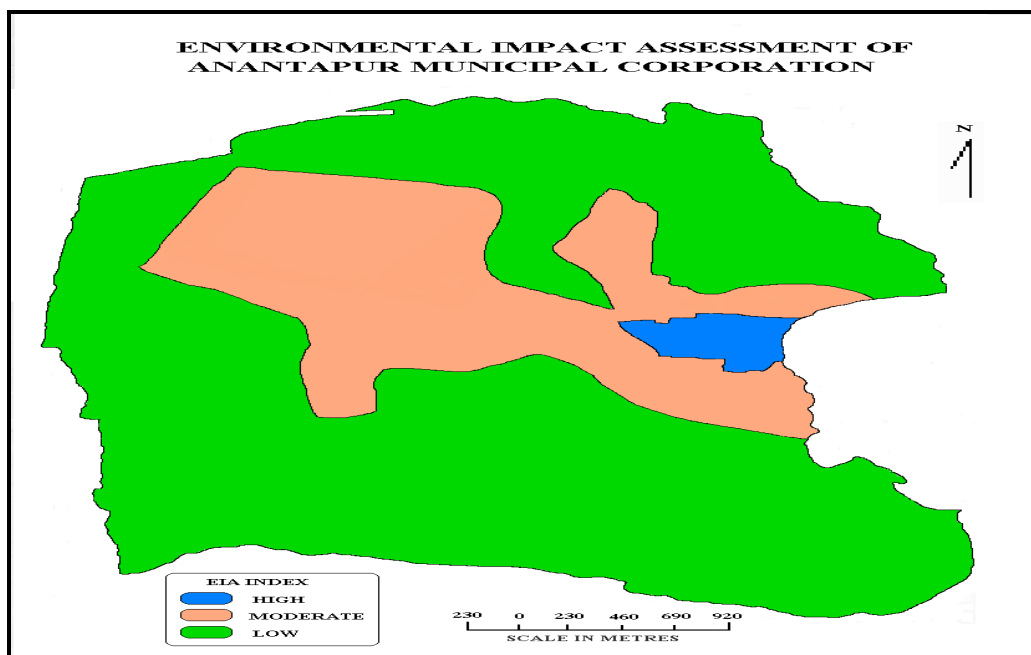 ENVIRONMENTAL IMPACT ASSESSMENT OF
ANANTAPUR MUNICIPAL CORPORATION
N
EIA INDEX
HIGH
MODERATE
LOW
230 0 230 460 690 920
SCALE IN METRES